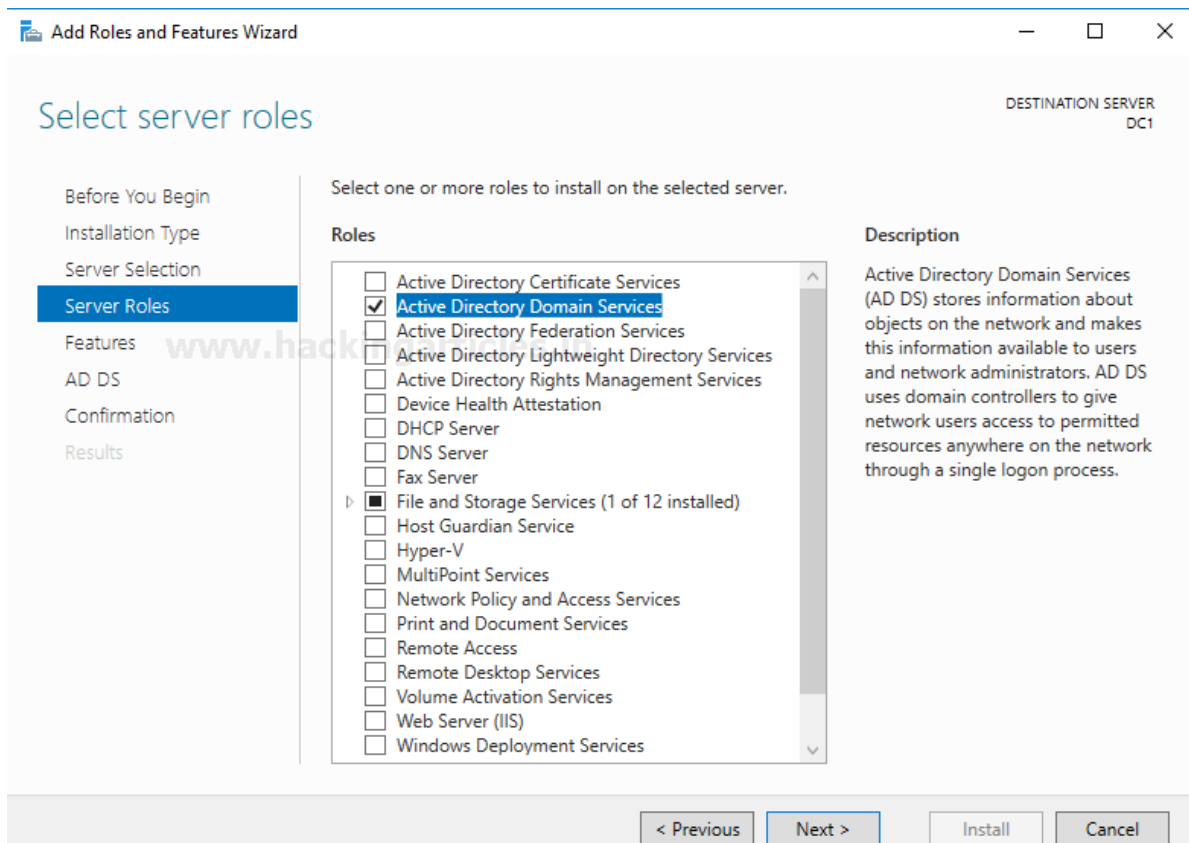 Add Roles and Features Wizard
Select server roles
DESTINATION SERVER
DC1
Before You Begin
Installation Type
Server Selection
Server Roles
Features
AD DS
Confirmation
Results
Select one or more roles to install on the selected server.
Roles
Active Directory Certificate Services
Active Directory Domain Services
Active Directory Federation Services
Active Directory Lightweight Directory Services
Active Directory Rights Management Services
Device Health Attestation
DHCP Server
DNS Server
Fax Server
File and Storage Services (1 of 12 installed)
Host Guardian Service
Hyper-V
MultiPoint Services
Network Policy and Access Services
Print and Document Services
Remote Access
Remote Desktop Services
Volume Activation Services
Web Server (IIS)
Windows Deployment Services
Description
Active Directory Domain Services
(AD DS) stores information about
objects on the network and makes
this information available to users
and network administrators. AD DS
uses domain controllers to give
network users access to permitted
resources anywhere on the network
through a single logon process.
www.hackingarticles.in
< Previous
Next >
Install
Cancel